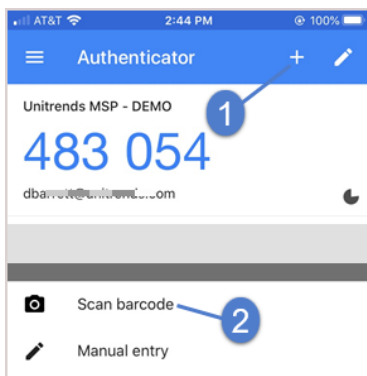 AT&T 2:44 PM 100%
Authenticator
1
Unitrends MSP - DEMO
483 054
Scan barcode
2
Manual entry